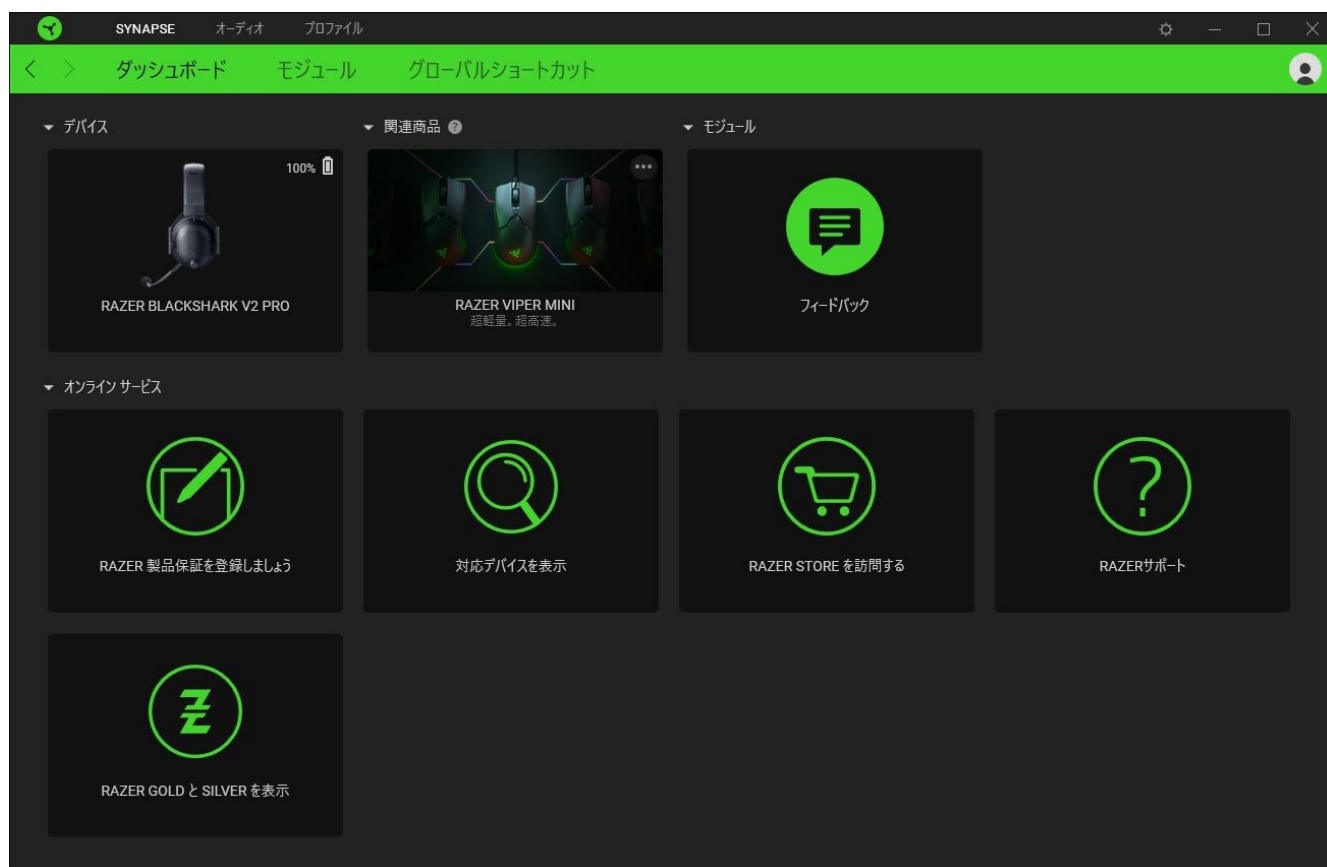 SYNAPSE オーディオ プロファイル
ダッシュボード モジュール グローバルショートカット
デバイス
関連商品 ?
モジュール
100%
RAZER BLACKSHARK V2 PRO
RAZER VIPER MINI
超軽量。超高速。
フィードバック
オンライン サービス
RAZER 製品保証を登録しましょう
対応デバイスを表示
RAZER STORE を訪問する
RAZERサポート
RAZER GOLD と SILVER を表示